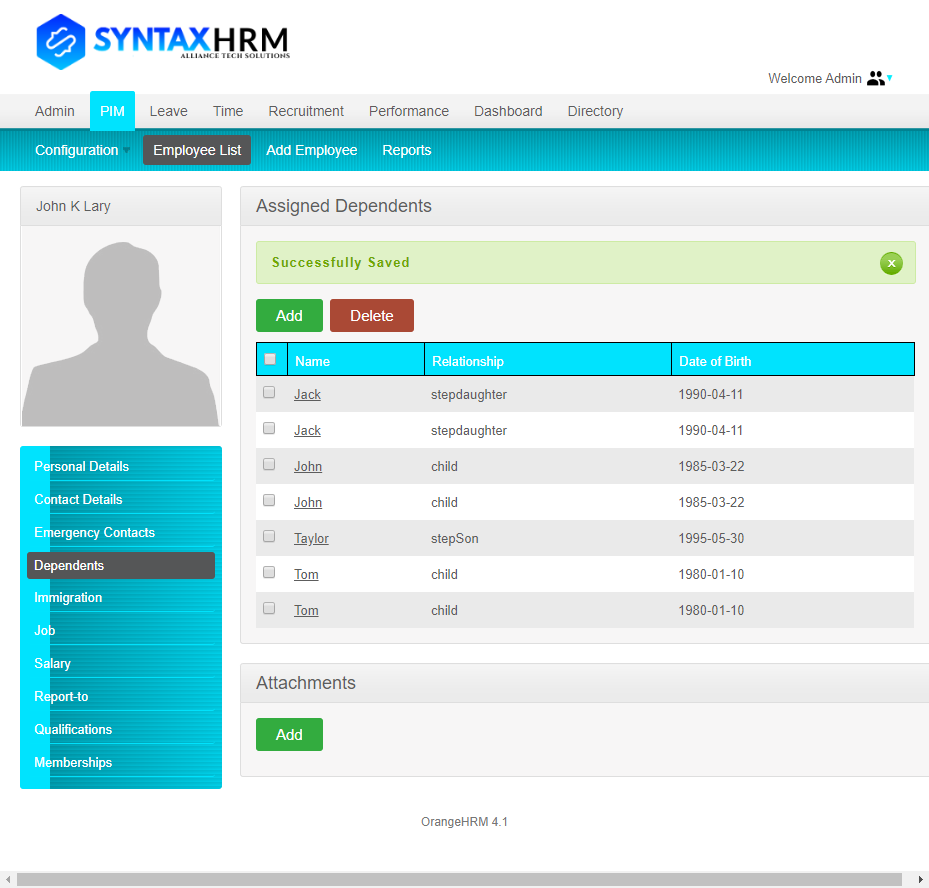 SYNTAXHRM
ALLIANCE TECH SOLUTIONS
Welcome Admin
Admin PIM Leave Time Recruitment Performance Dashboard Directory
Configuration Employee List Add Employee Reports
John K Lary
Personal Details
Contact Details
Emergency Contacts
Dependents
Immigration
Job
Salary
Report-to
Qualifications
Memberships
Assigned Dependents
Successfully Saved
Add Delete
Name Relationship Date of Birth
Jack stepdaughter 1990-04-11
Jack stepdaughter 1990-04-11
John child 1985-03-22
John child 1985-03-22
Taylor stepSon 1995-05-30
Tom child 1980-01-10
Tom child 1980-01-10
Attachments
Add
OrangeHRM 4.1